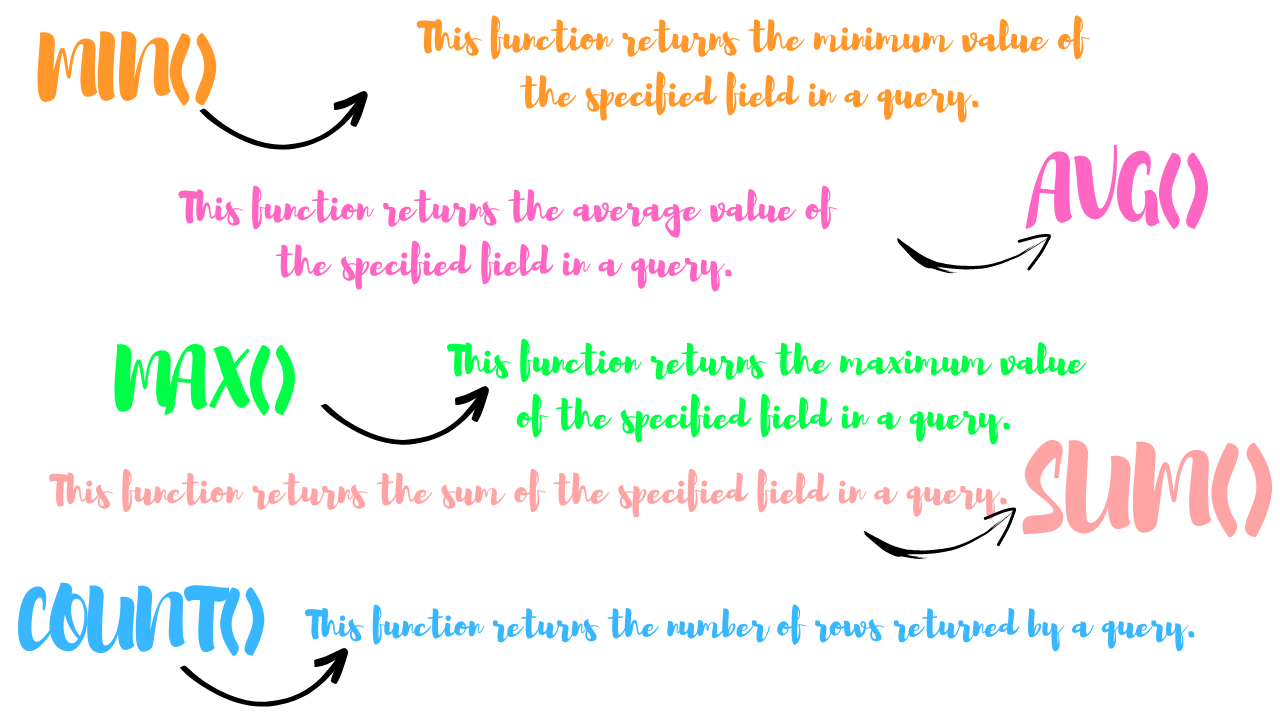 MIN()
This function returns the minimum value of
the specified field in a query.
AVG()
This function returns the average value of
the specified field in a query.
MAX()
This function returns the maximum value
of the specified field in a query.
This function returns the sum of the specified field in a query.
SUM()
COUNT()
This function returns the number of rows returned by a query.